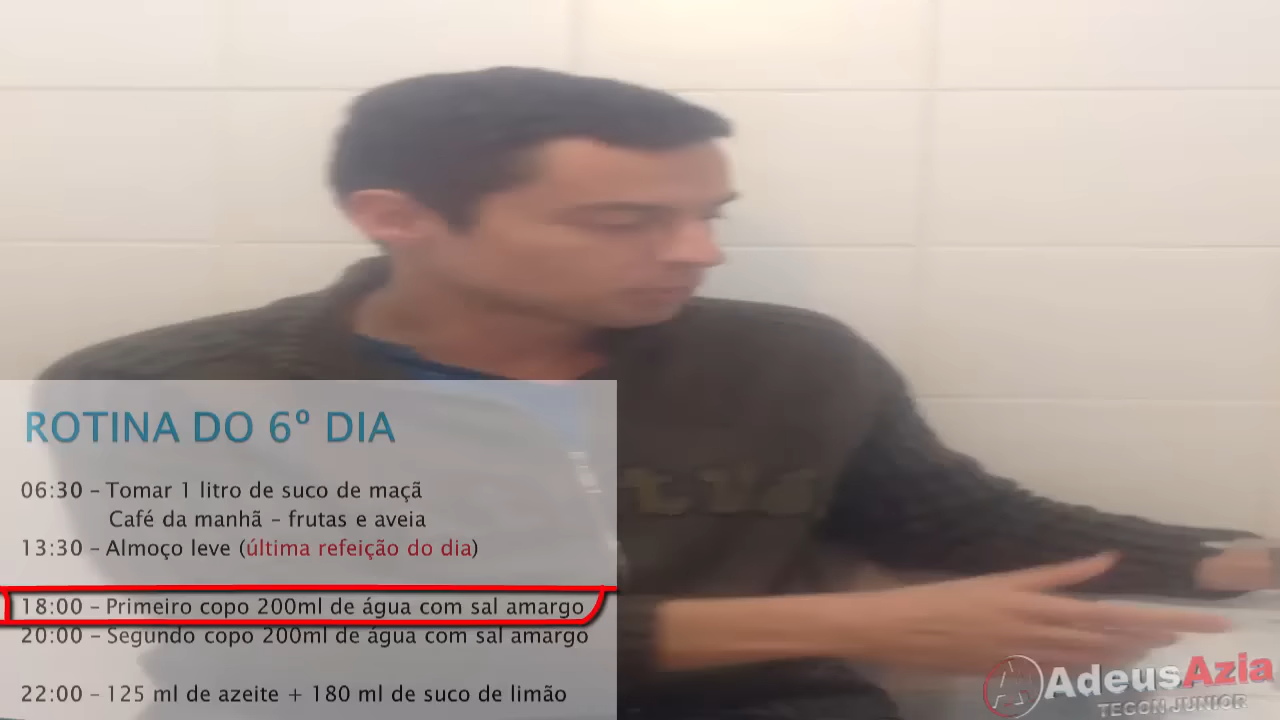 ROTINA DO 6º DIA
06:30 – Tomar 1 litro de suco de maçã
Café da manhã – frutas e aveia
13:30 – Almoço leve (última refeição do dia)
18:00 – Primeiro copo 200ml de água com sal amargo
20:00 – Segundo copo 200ml de água com sal amargo
22:00 – 125 ml de azeite + 180 ml de suco de limão
AdeusAzia
TECON JUNIOR